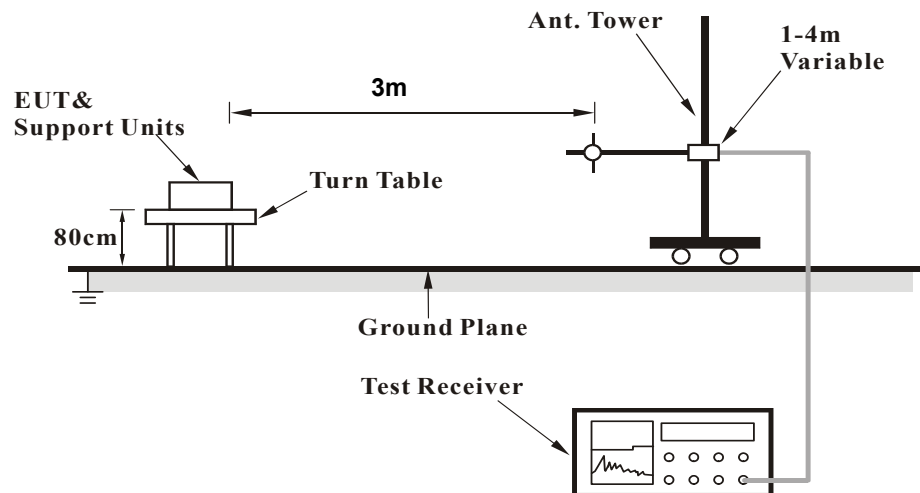 Ant. Tower
1-4m
Variable
3m
EUT&
Support Units
Turn Table
80cm
Ground Plane
Test Receiver